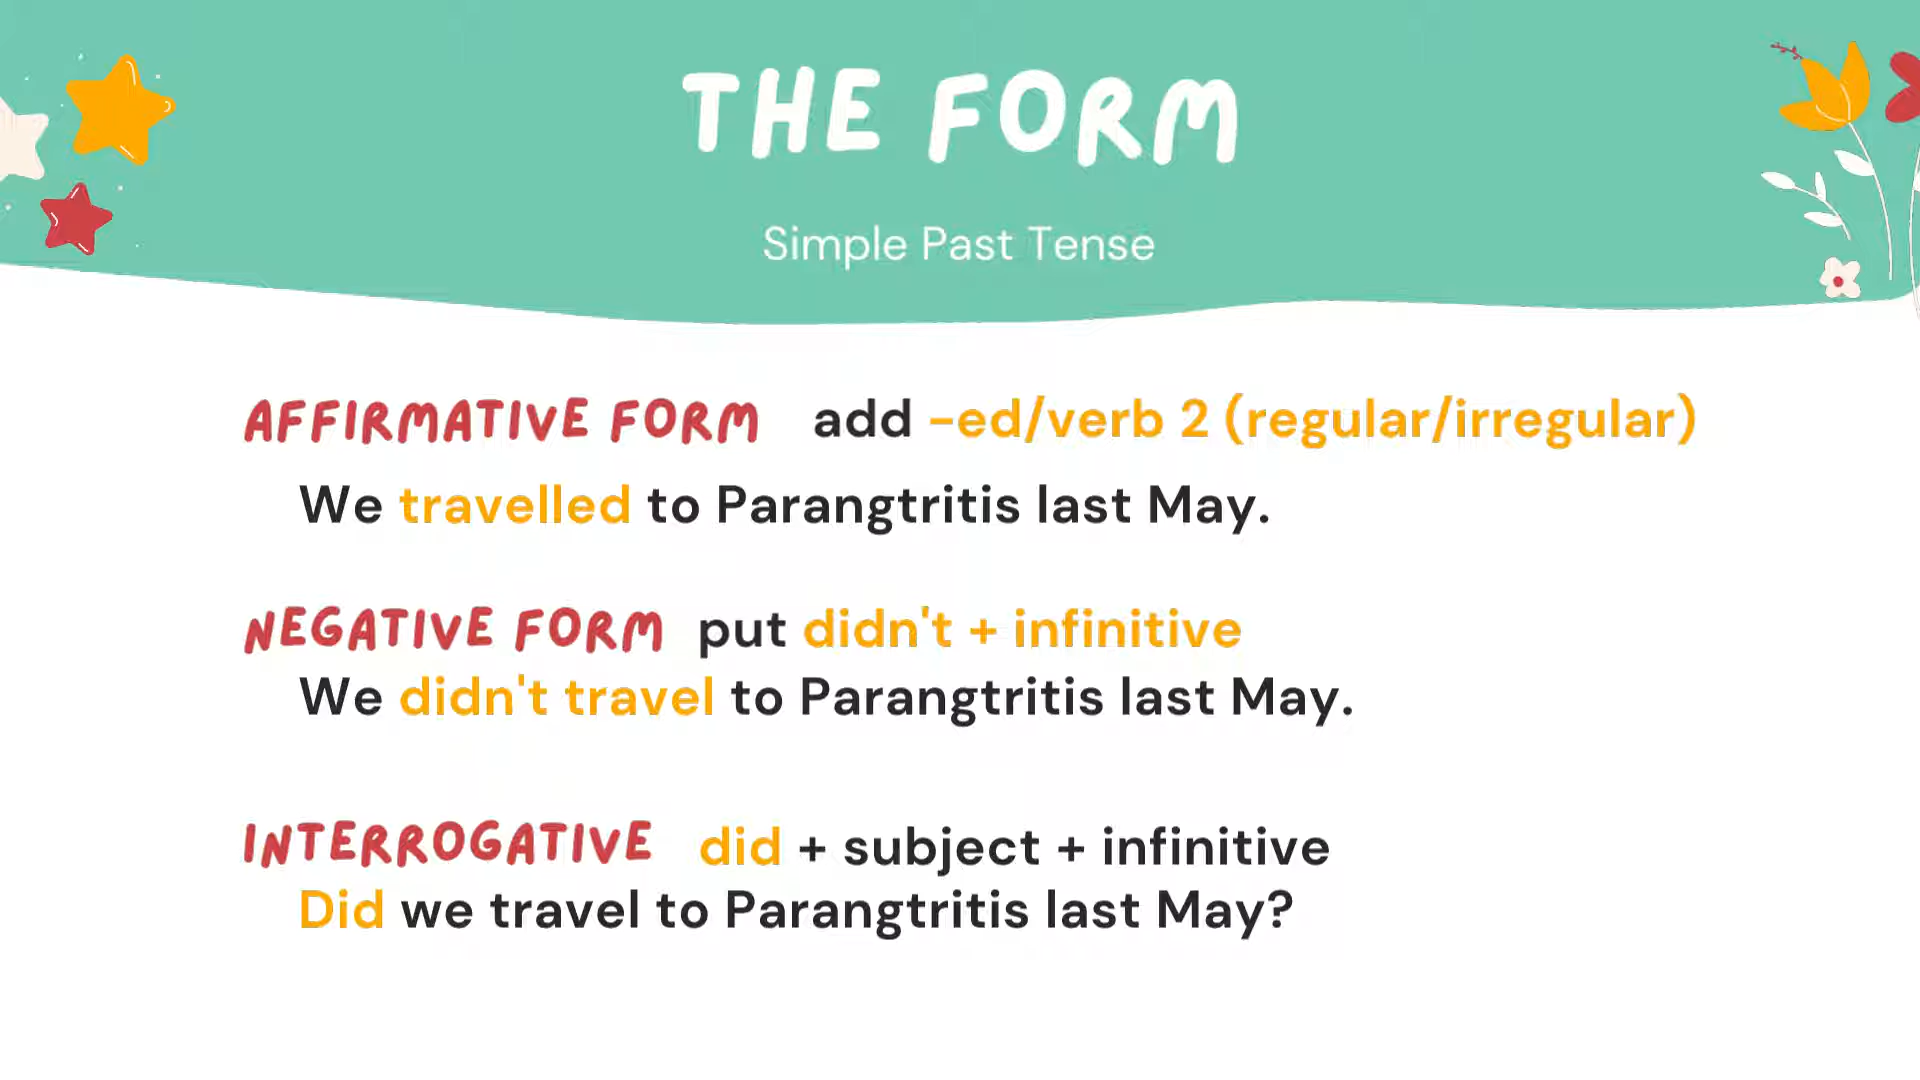 THE FORM
Simple Past Tense
AFFIRMATIVE FORM add -ed/verb 2 (regular/irregular)
We travelled to Parangtritis last May.
NEGATIVE FORM put didn't + infinitive
We didn't travel to Parangtritis last May.
INTERROGATIVE did + subject + infinitive
Did we travel to Parangtritis last May?